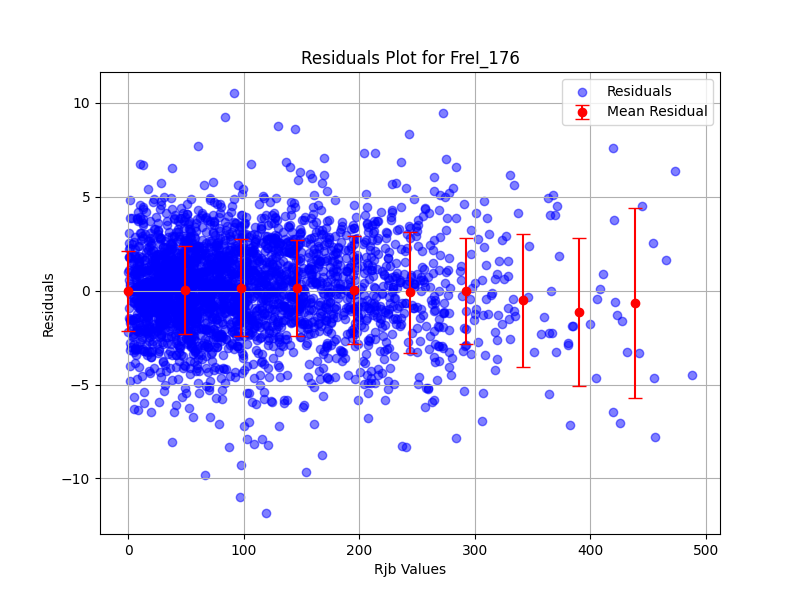 Residuals Plot for FreI_176
Residuals
Mean Residual
10
5
0
−5
−10
Residuals
0
100
200
300
400
500
Rjb Values